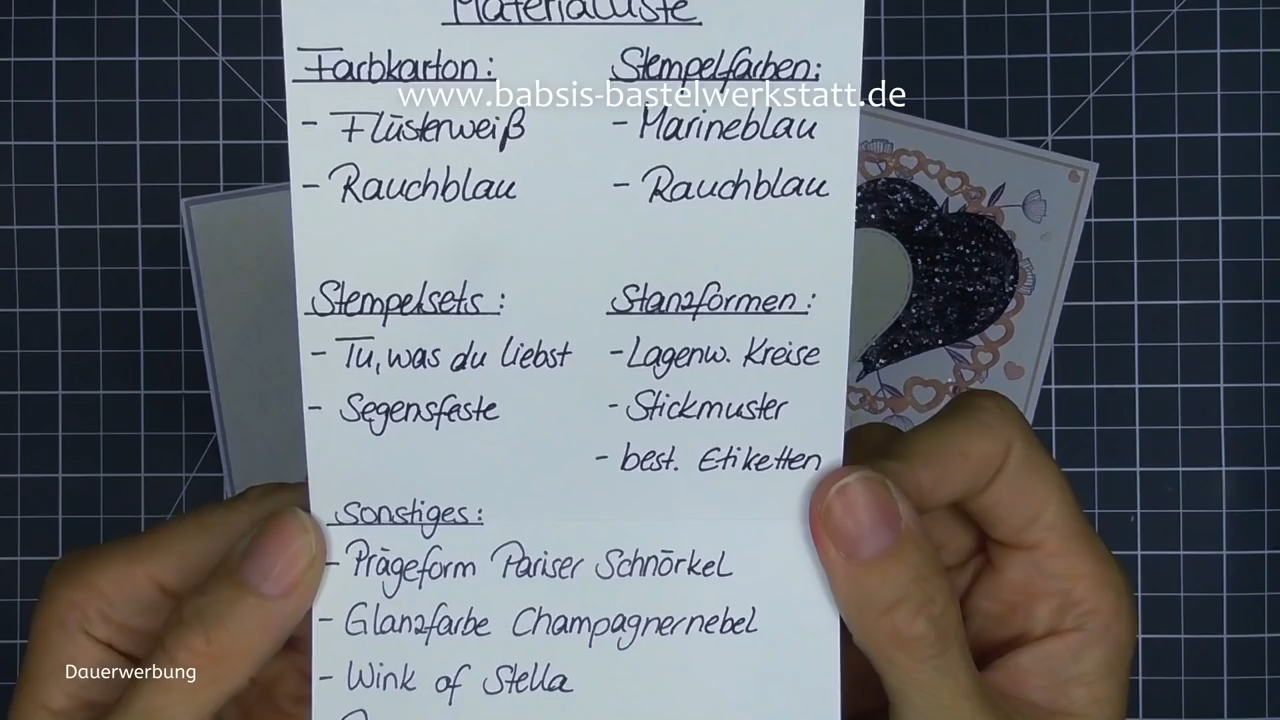 Materialliste
Farbkarton:
- Flüsterweiß
- Rauchblau
Stempelfarben:
- Marineblau
- Rauchblau
www.babsis-bastelwerkstatt.de
Stempelsets:
- Tu, was du liebst
- Segensfeste
Stanzformen:
- Lagenw. Kreise
- Stickmuster
- best. Etiketten
Sonstiges:
- Prägeform Pariser Schnörkel
- Glanzfarbe Champagnernebel
- Wink of Stella
Dauerwerbung